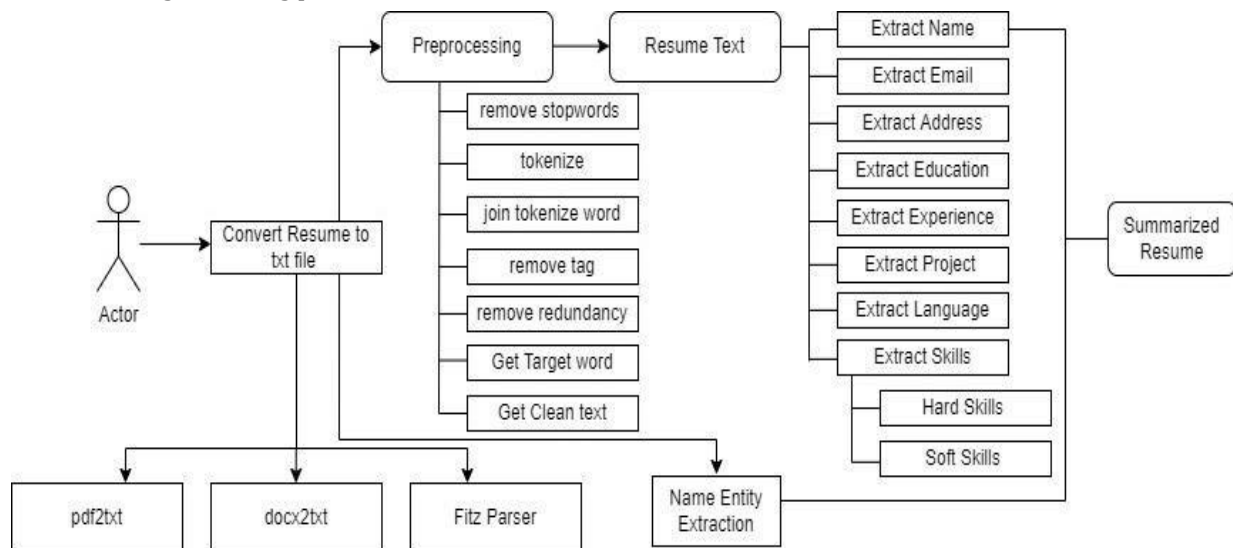 Preprocessing
Resume Text
Extract Name
Extract Email
Extract Address
Extract Education
Extract Experience
Extract Project
Extract Language
Extract Skills
Hard Skills
Soft Skills
remove stopwords
tokenize
join tokenize word
remove tag
remove redundancy
Get Target word
Get Clean text
Actor
Convert Resume to
txt file
Summarized
Resume
pdf2txt
docx2txt
Fitz Parser
Name Entity
Extraction